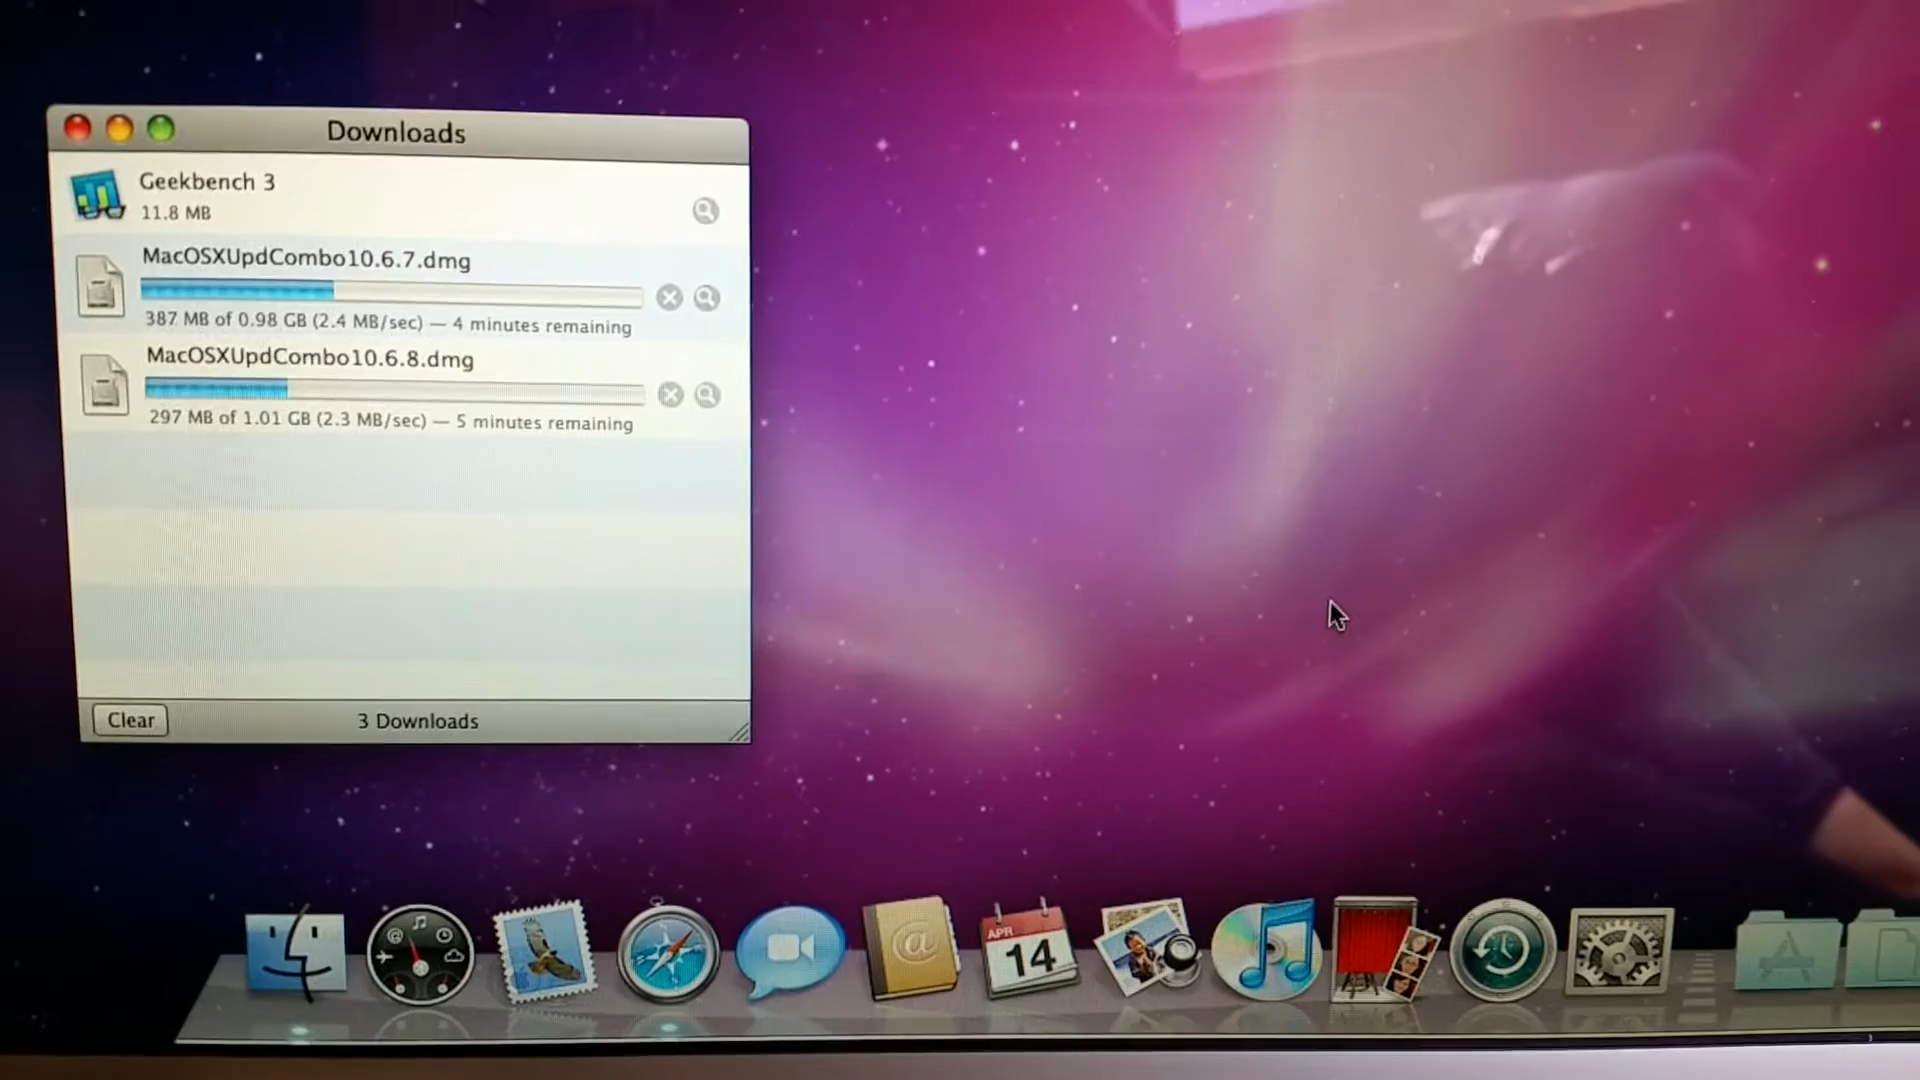 Downloads
Geekbench 3
11.8 MB
MacOSXUpdCombo10.6.7.dmg
387 MB of 0.98 GB (2.4 MB/sec) — 4 minutes remaining
MacOSXUpdCombo10.6.8.dmg
297 MB of 1.01 GB (2.3 MB/sec) — 5 minutes remaining
Clear
3 Downloads
@
@
APR
14